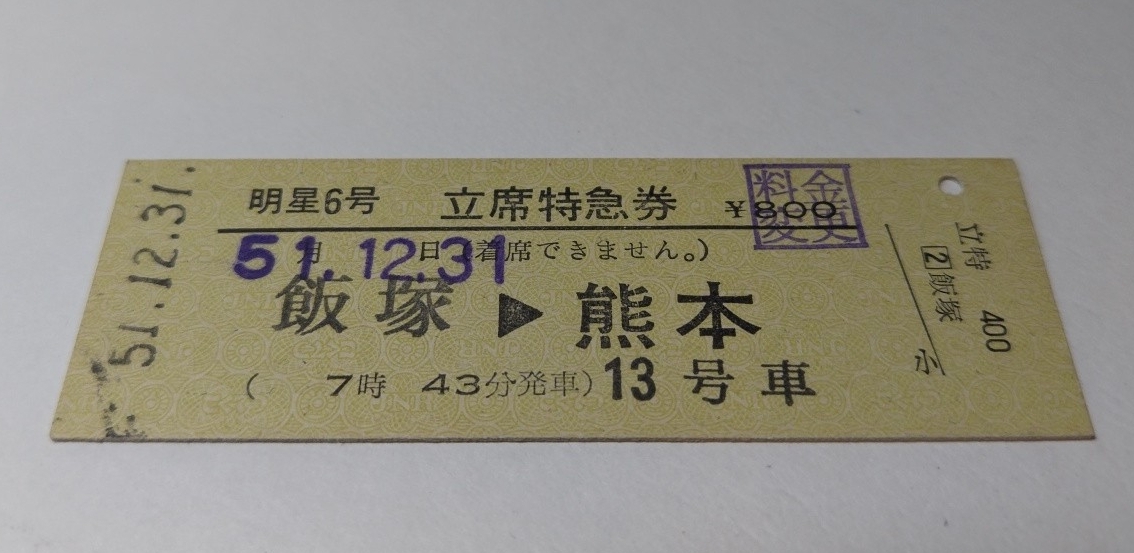 51.12.31.
明星6号 立席特急券 ¥800
料金変更
月 日(着席できません。)
51.12.31
飯塚▶熊本
( 7時 43分発車) 13号車
小
立特
2 飯塚
400